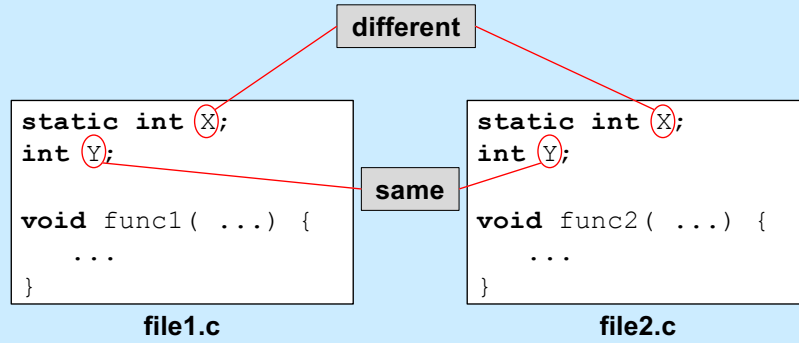 different
static int X;
int Y;
void func1( ...) {
...
}
file1.c
same
static int X;
int Y;
void func2( ...) {
...
}
file2.c